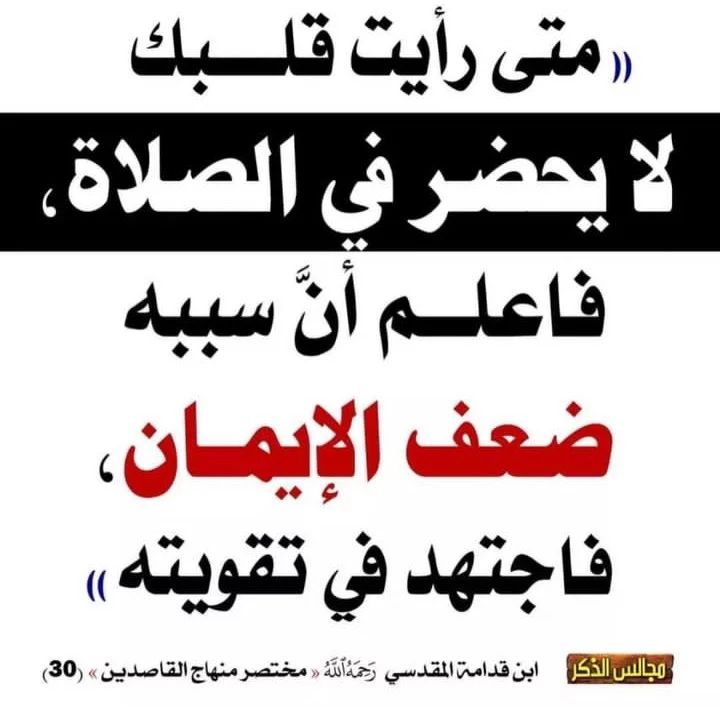 (( متى رأيت قلبك
لا يحضر في الصلاة،
فاعلم أنَّ سببه
ضعف الإيمان،
فاجتهد في تقويته ))
مجالس الذكر ابن قدامة المقدسي رَحِمَهُ اللَّهُ « مختصر منهاج القاصدين » (30)